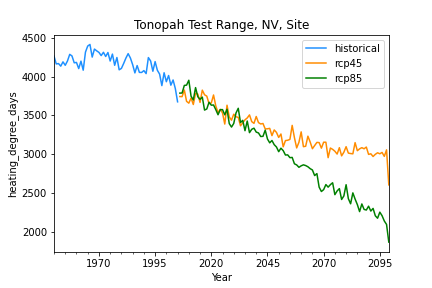 Tonopah Test Range, NV, Site
historical
rcp45
rcp85
heating_degree_days
4500
4000
3500
3000
2500
2000
1970 1995 2020 2045 2070 2095
Year